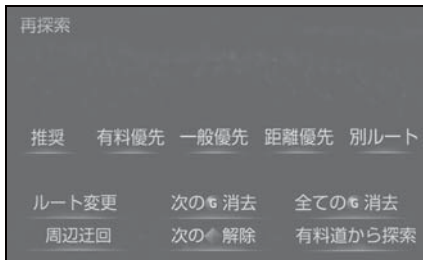 再探索
推奨 有料優先 一般優先 距離優先 別ルート
ルート変更 次の 消去 全ての 消去
周辺迂回 次の 解除 有料道から探索